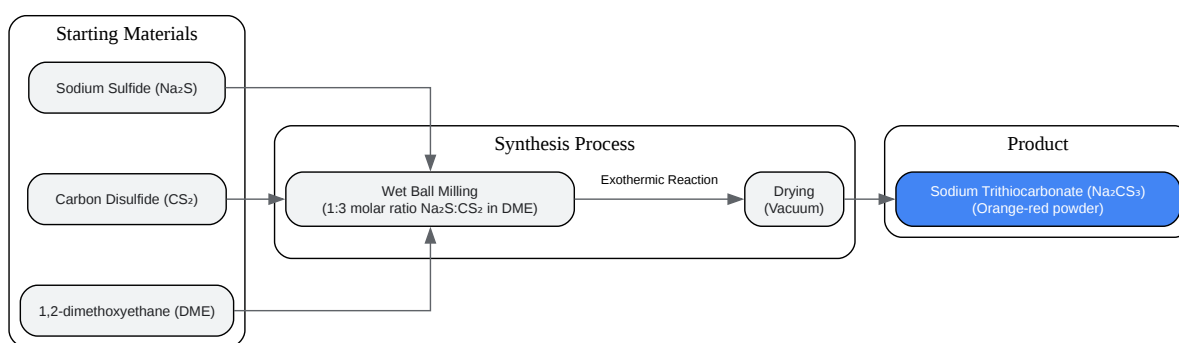 Starting Materials
Sodium Sulfide (Na₂S)
Carbon Disulfide (CS₂)
1,2-dimethoxyethane (DME)
Synthesis Process
Wet Ball Milling
(1:3 molar ratio Na₂S:CS₂ in DME)
Exothermic Reaction
Drying
(Vacuum)
Product
Sodium Trithiocarbonate (Na₂CS₃)
(Orange-red powder)